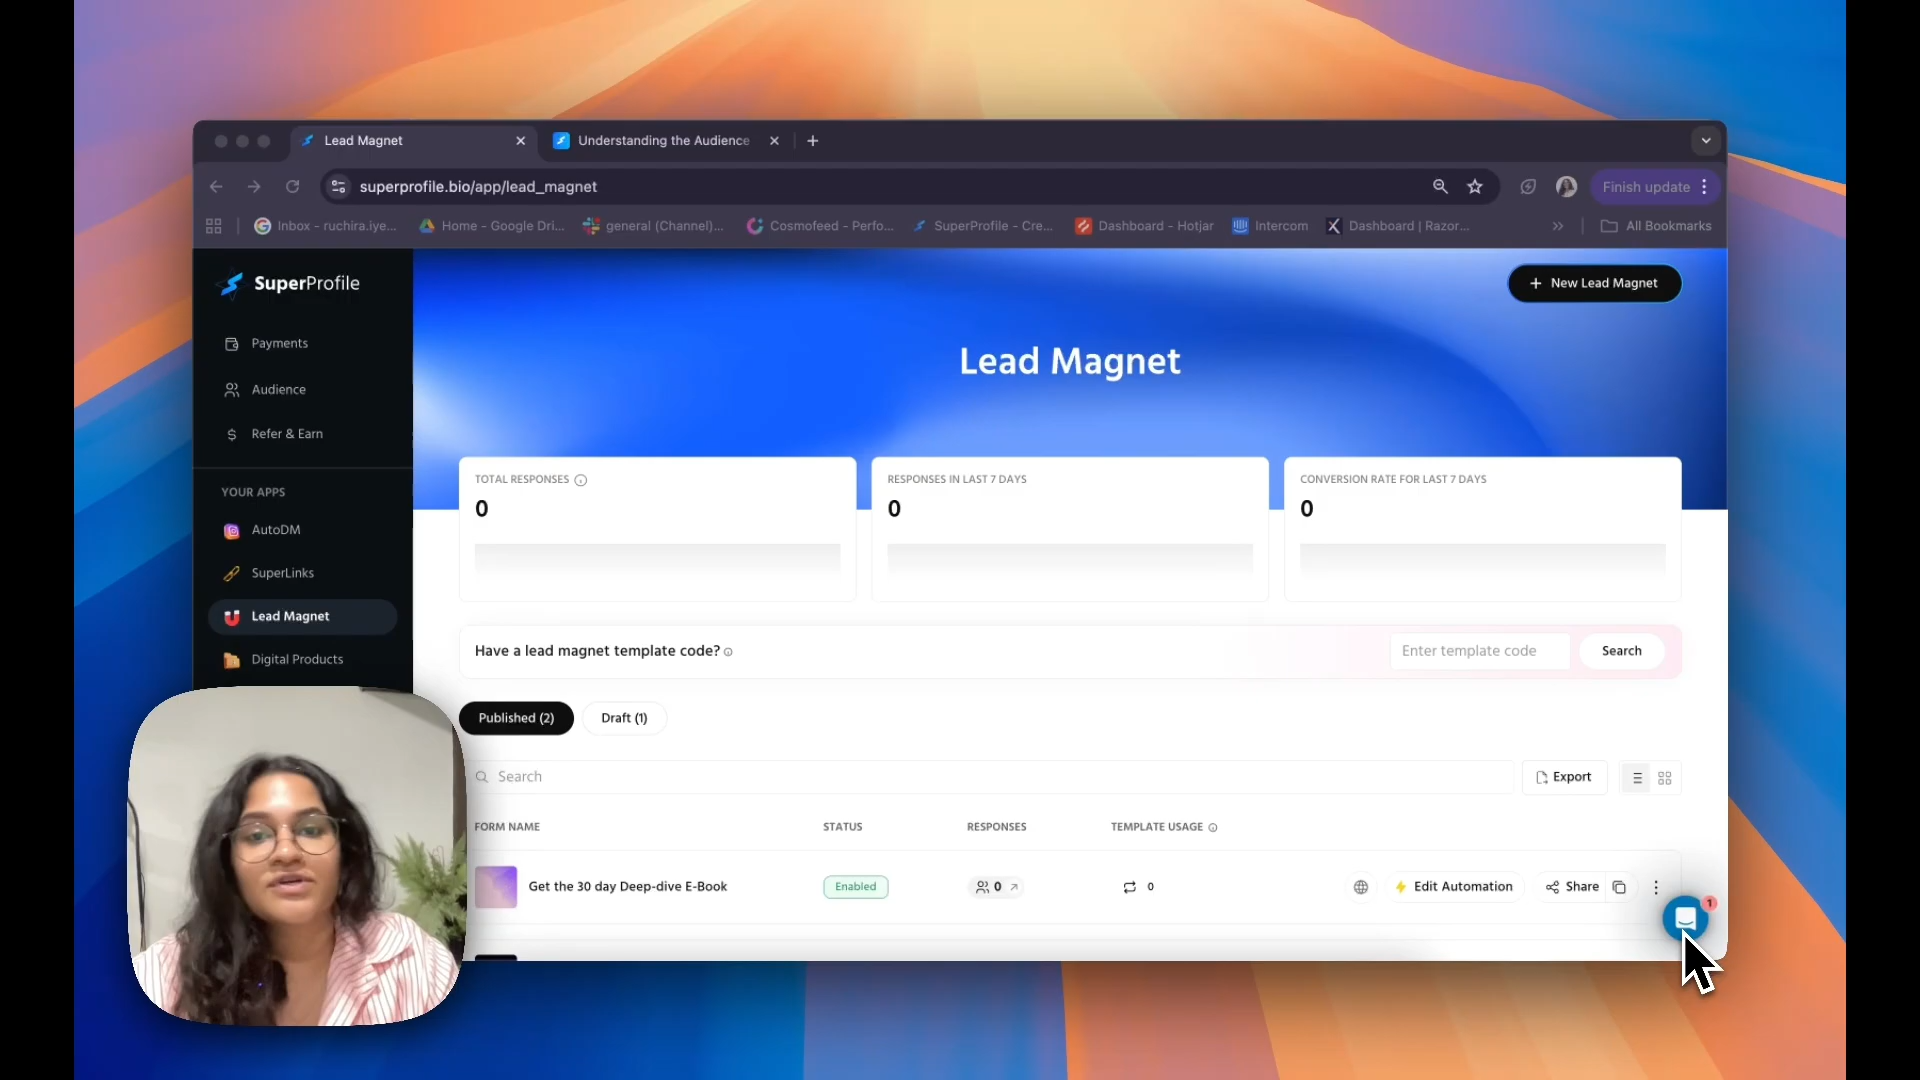 Lead Magnet
Understanding the Audience
superprofile.bio/app/lead_magnet
Finish update
Inbox - ruchira.iye...
Home - Google Dri...
general (Channel)...
Cosmofeed - Perfo...
SuperProfile - Cre...
Dashboard - Hotjar
Intercom
Dashboard | Razor...
All Bookmarks
SuperProfile
Payments
Audience
Refer & Earn
YOUR APPS
AutoDM
SuperLinks
Lead Magnet
Digital Products
+ New Lead Magnet
Lead Magnet
TOTAL RESPONSES
0
RESPONSES IN LAST 7 DAYS
0
CONVERSION RATE FOR LAST 7 DAYS
0
Have a lead magnet template code?
Enter template code
Search
Published (2)
Draft (1)
Search
Export
FORM NAME
STATUS
RESPONSES
TEMPLATE USAGE
Get the 30 day Deep-dive E-Book
Enabled
0
0
Edit Automation
Share
1